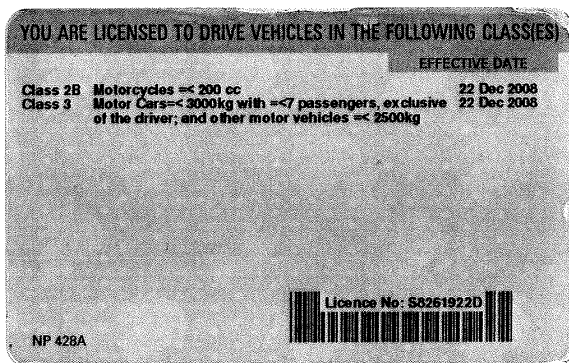 YOU ARE LICENSED TO DRIVE VEHICLES IN THE FOLLOWING CLASS(ES)
EFFECTIVE DATE
Class 2B Motorcycles =< 200 cc 22 Dec 2008
Class 3 Motor Cars=< 3000kg with =<7 passengers, exclusive 22 Dec 2008
of the driver; and other motor vehicles =< 2500kg
Licence No: S8261922D
NP 428A